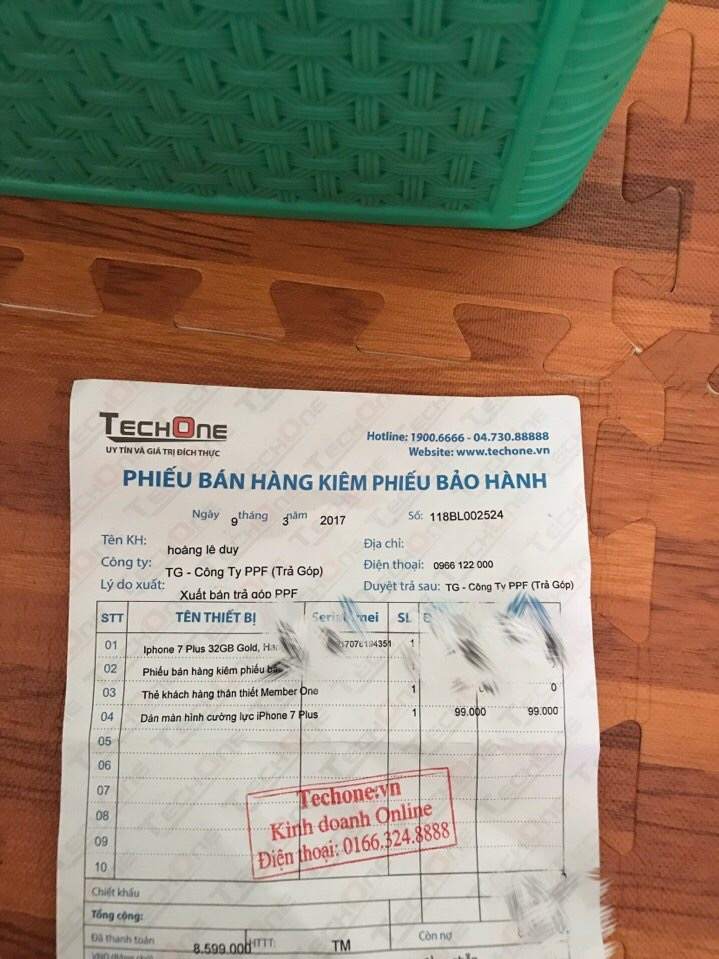 TECHONE
UY TÍN VÀ GIÁ TRỊ ĐÍCH THỰC
Hotline: 1900.6666 - 04.730.88888
Website: www.techone.vn
PHIẾU BÁN HÀNG KIÊM PHIẾU BẢO HÀNH
Ngày 9 tháng 3 năm 2017 Số: 118BL002524
Tên KH: hoáng lê duy Địa chỉ:
Công ty: TG - Công Ty PPF (Trả Góp) Điện thoại: 0966 122 000
Lý do xuất: Xuất bán trả góp PPF Duyệt trả sau: TG - Công Ty PPF (Trả Góp)
STT TÊN THIẾT BỊ SL
01 Iphone 7 Plus 32GB Gold, 1
02 Phiếu bán hàng kiêm phiếu
03 Thẻ khách hàng thân thiết Member One 1 0
04 Dán màn hình cường lực iPhone 7 Plus 1 99.000 99.000
05
06
07
08
09
10
Techone.vn
Kinh doanh Online
Điện thoại: 0166.324.8888
Chiết khấu
Tổng cộng:
Đã thanh toán 8.599.000 HTTT: TM Còn nợ